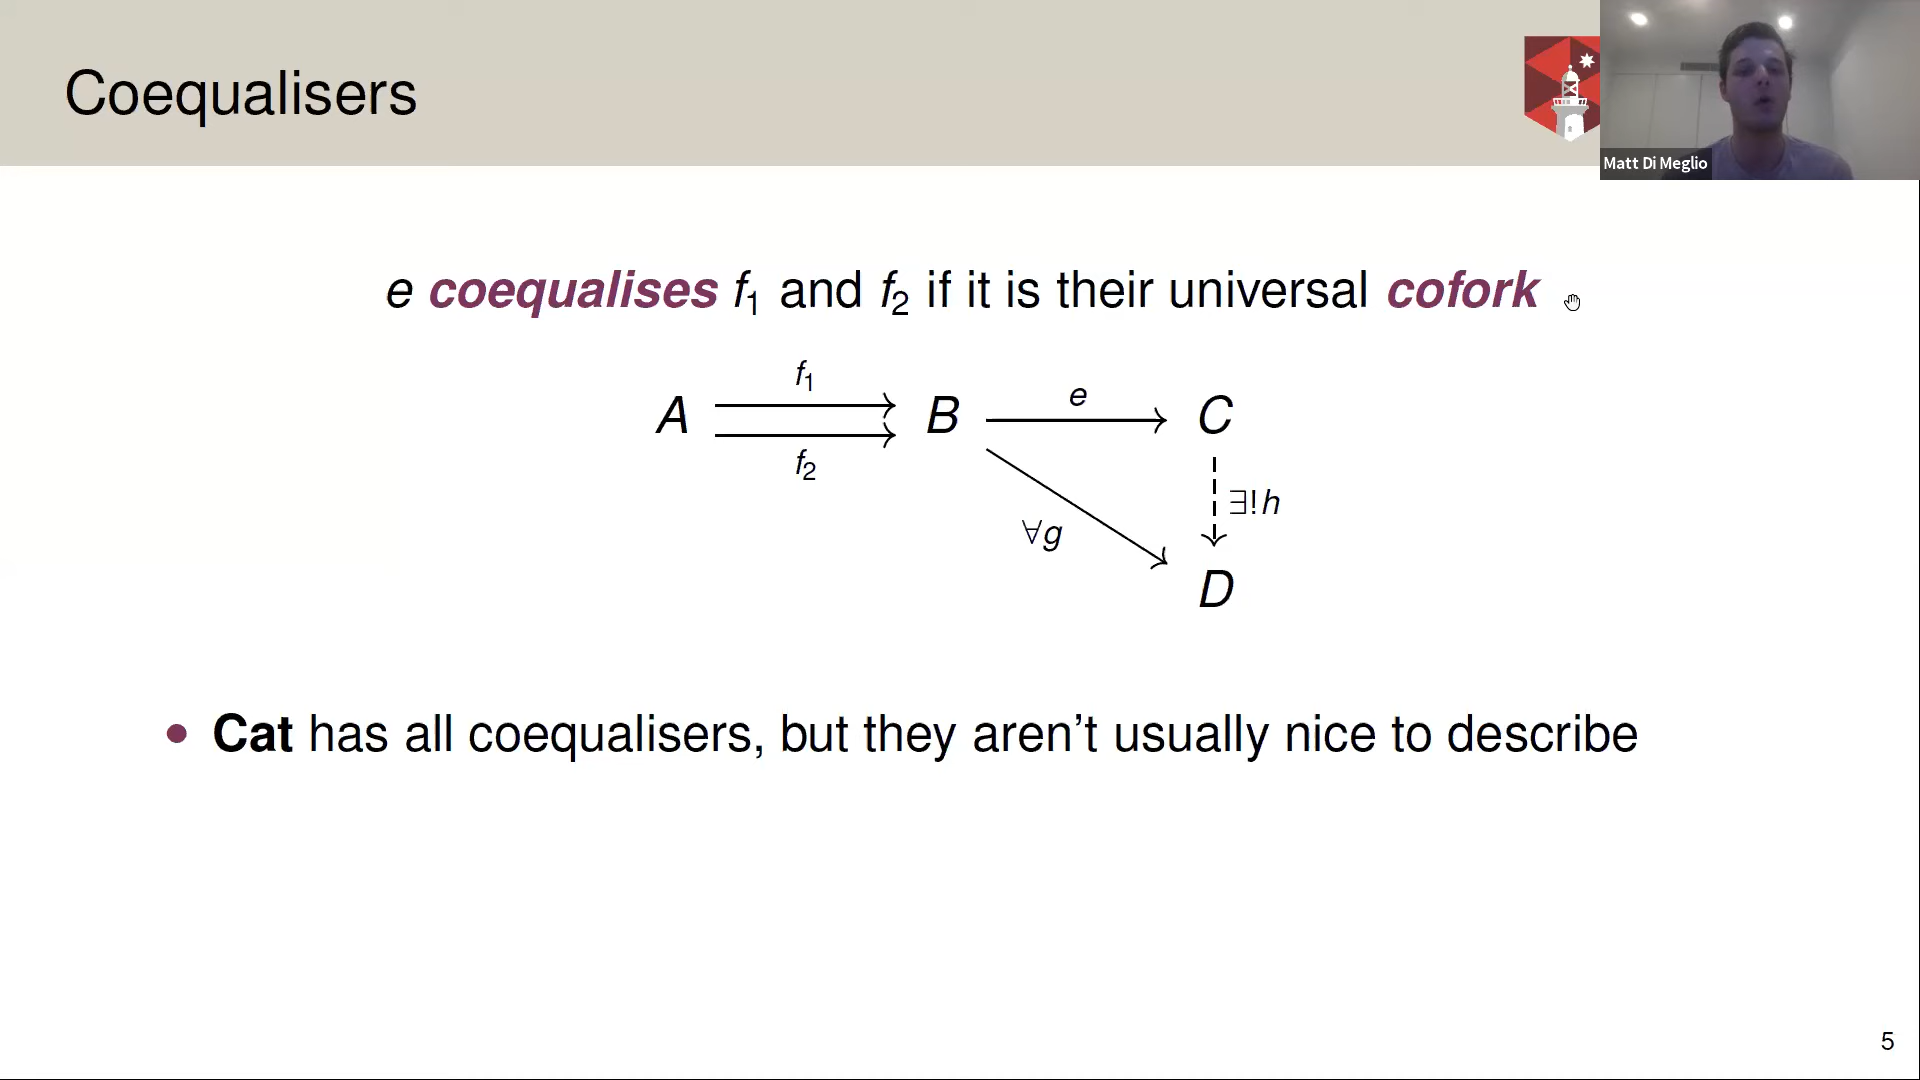 Coequalisers
Matt Di Meglio
e coequalises f₁ and f₂ if it is their universal cofork
f₁
A B e C
f₂
∀g ∃!h
D
• Cat has all coequalisers, but they aren’t usually nice to describe
5